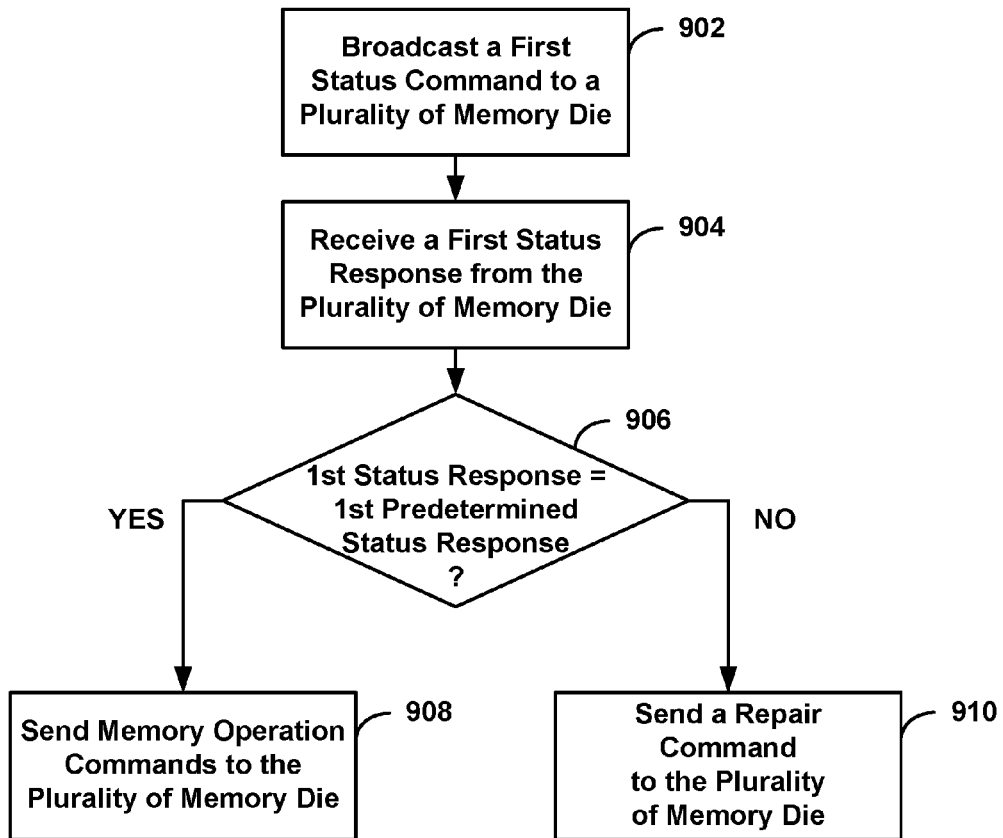 Broadcast a First
Status Command to a
Plurality of Memory Die
902
Receive a First Status
Response from the
Plurality of Memory Die
904
1st Status Response =
1st Predetermined
Status Response
?
906
YES
NO
Send Memory Operation
Commands to the
Plurality of Memory Die
908
Send a Repair
Command
to the Plurality
of Memory Die
910